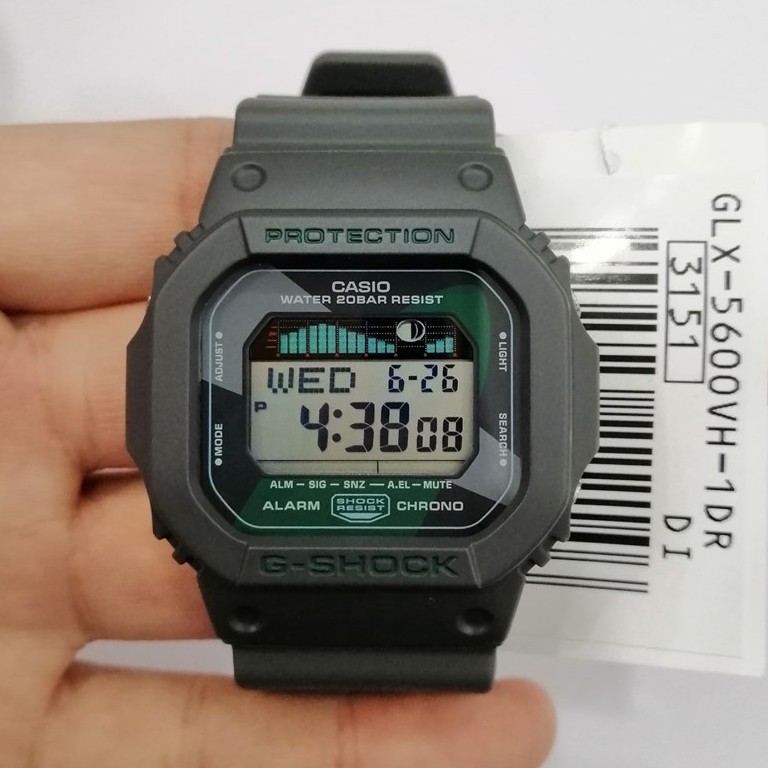 PROTECTION
CASIO
WATER 20BAR RESIST
ADJUST
LIGHT
WED 6-26
P 4:38 08
MODE
SEARCH
ALM – SIG – SNZ – A.EL – MUTE
ALARM SHOCK RESIST CHRONO
G-SHOCK
GLX-5600VH-1DR
3151
DI